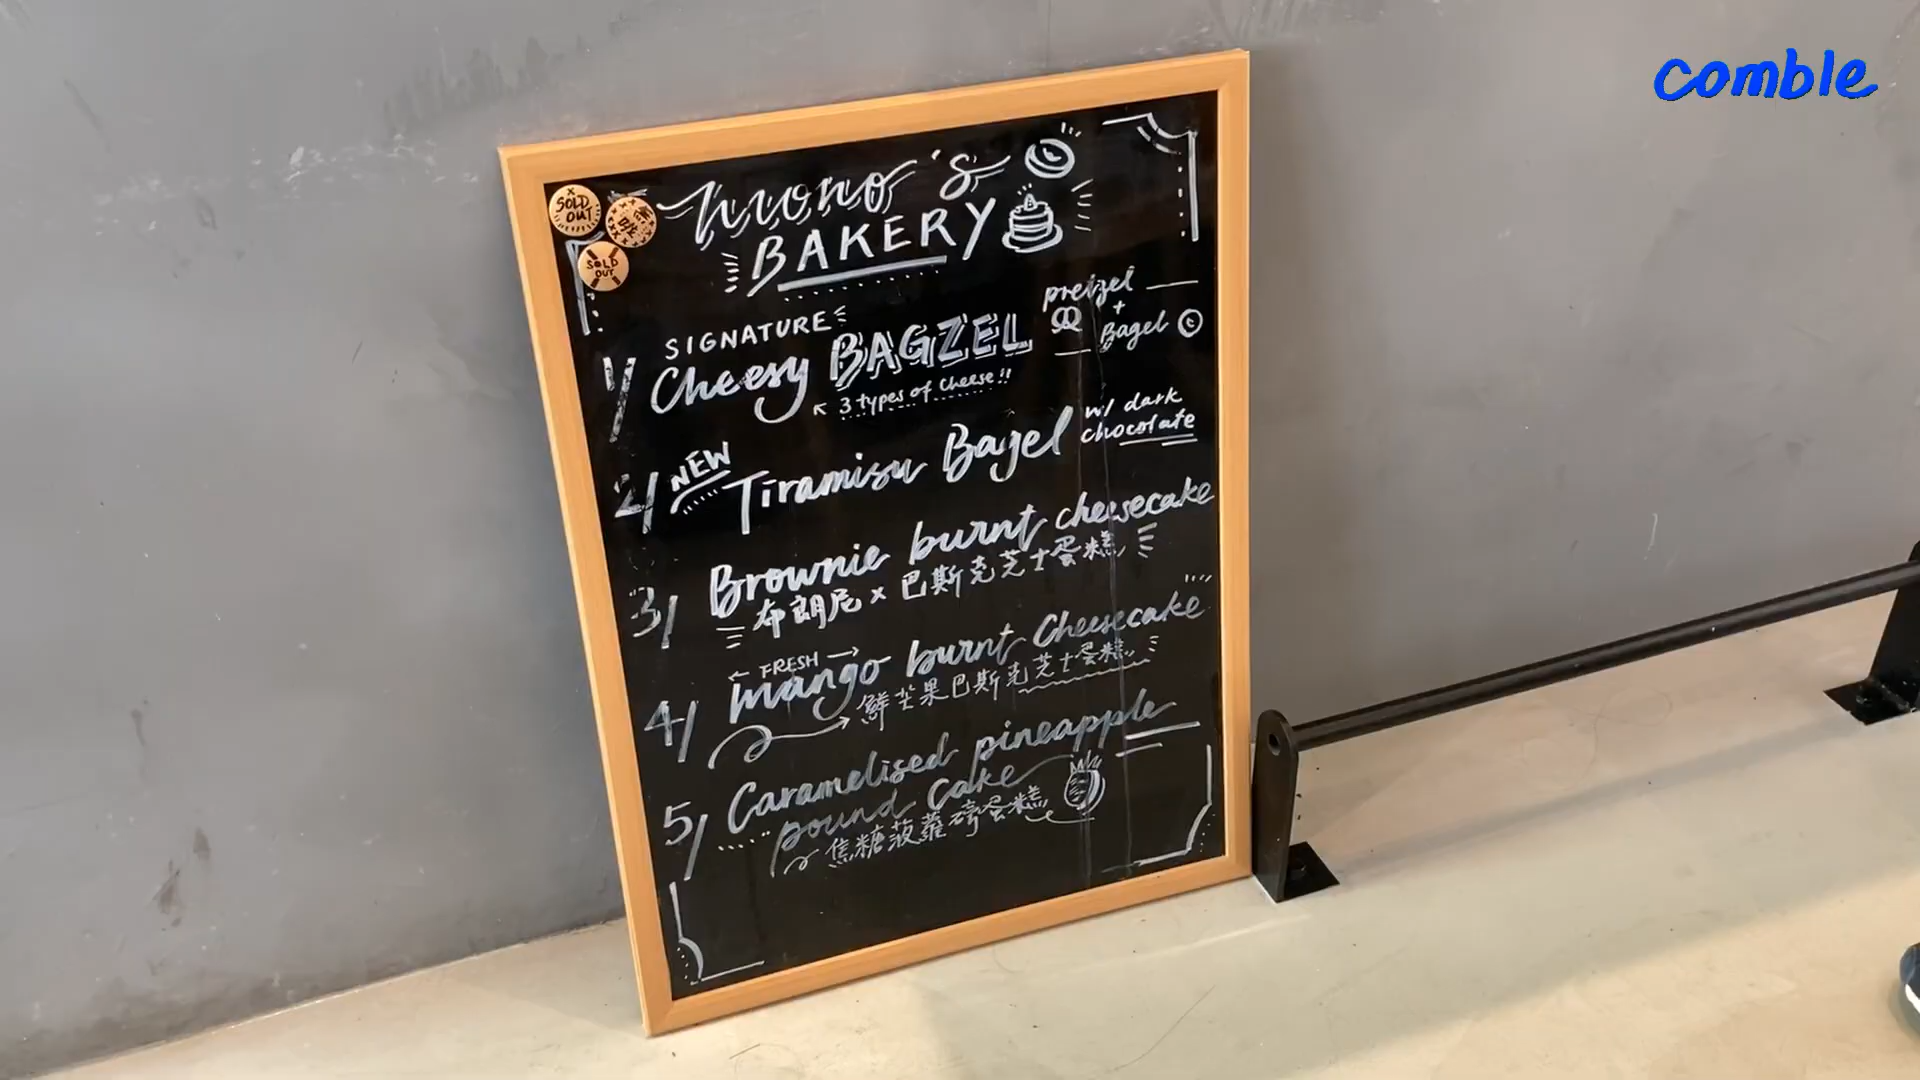 comble
SOLD OUT
SOLD OUT
mono's
BAKERY
SIGNATURE
1/ Cheesy BAGZEL
pretzel
+
Bagel
3 types of cheese!!
2/ NEW Tiramisu Bagel w/ dark chocolate
3/ Brownie burnt cheesecake
布朗尼 x 巴斯克芝士蛋糕
FRESH
4/ mango burnt Cheesecake
鮮芒果巴斯克芝士蛋糕
5/ Caramelised pineapple
pound cake
焦糖菠蘿磅蛋糕